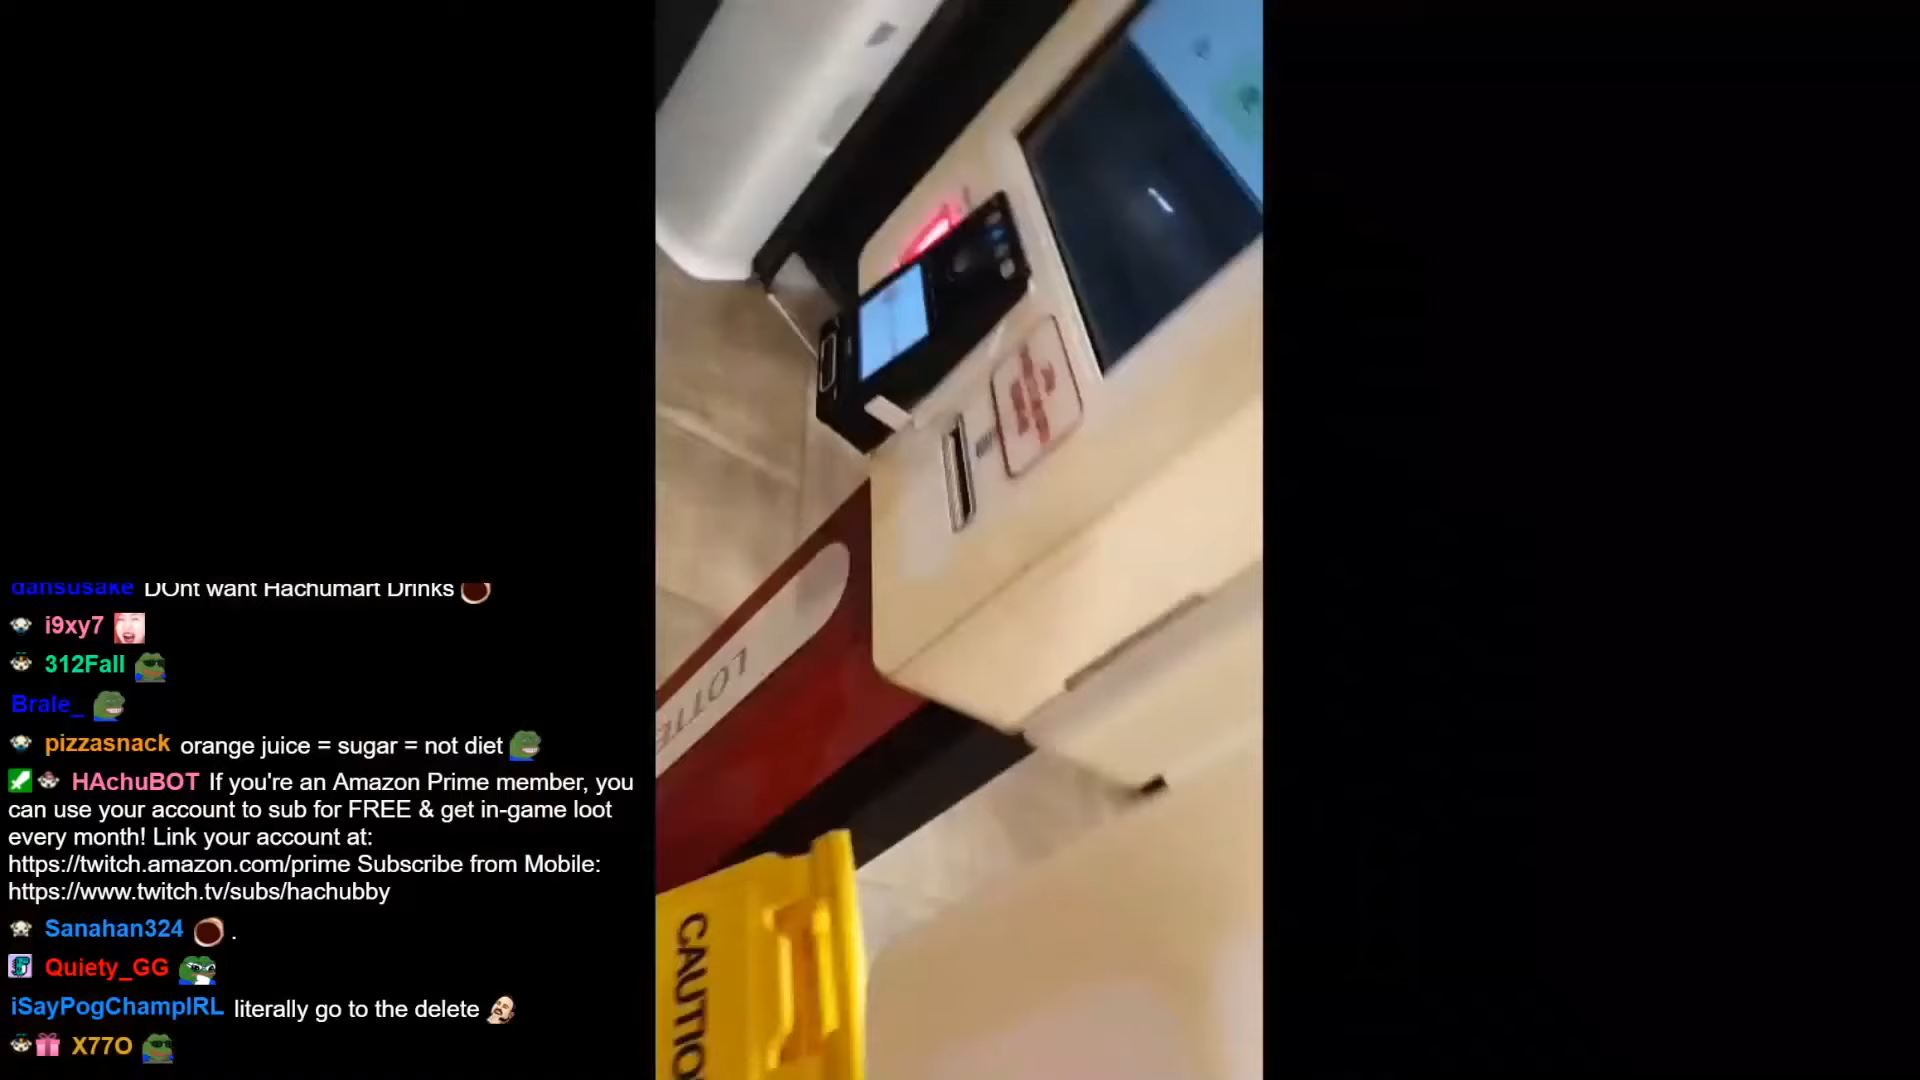 dansusake DOnt want Hachumart Drinks
i9xy7
312Fall
Brale_
pizzasnack orange juice = sugar = not diet
HAchuBOT If you're an Amazon Prime member, you
can use your account to sub for FREE & get in-game loot
every month! Link your account at:
https://twitch.amazon.com/prime Subscribe from Mobile:
https://www.twitch.tv/subs/hachubby
Sanahan324 .
Quiety_GG
iSayPogChampIRL literally go to the delete
X77O
LOTTE
CAUTIO